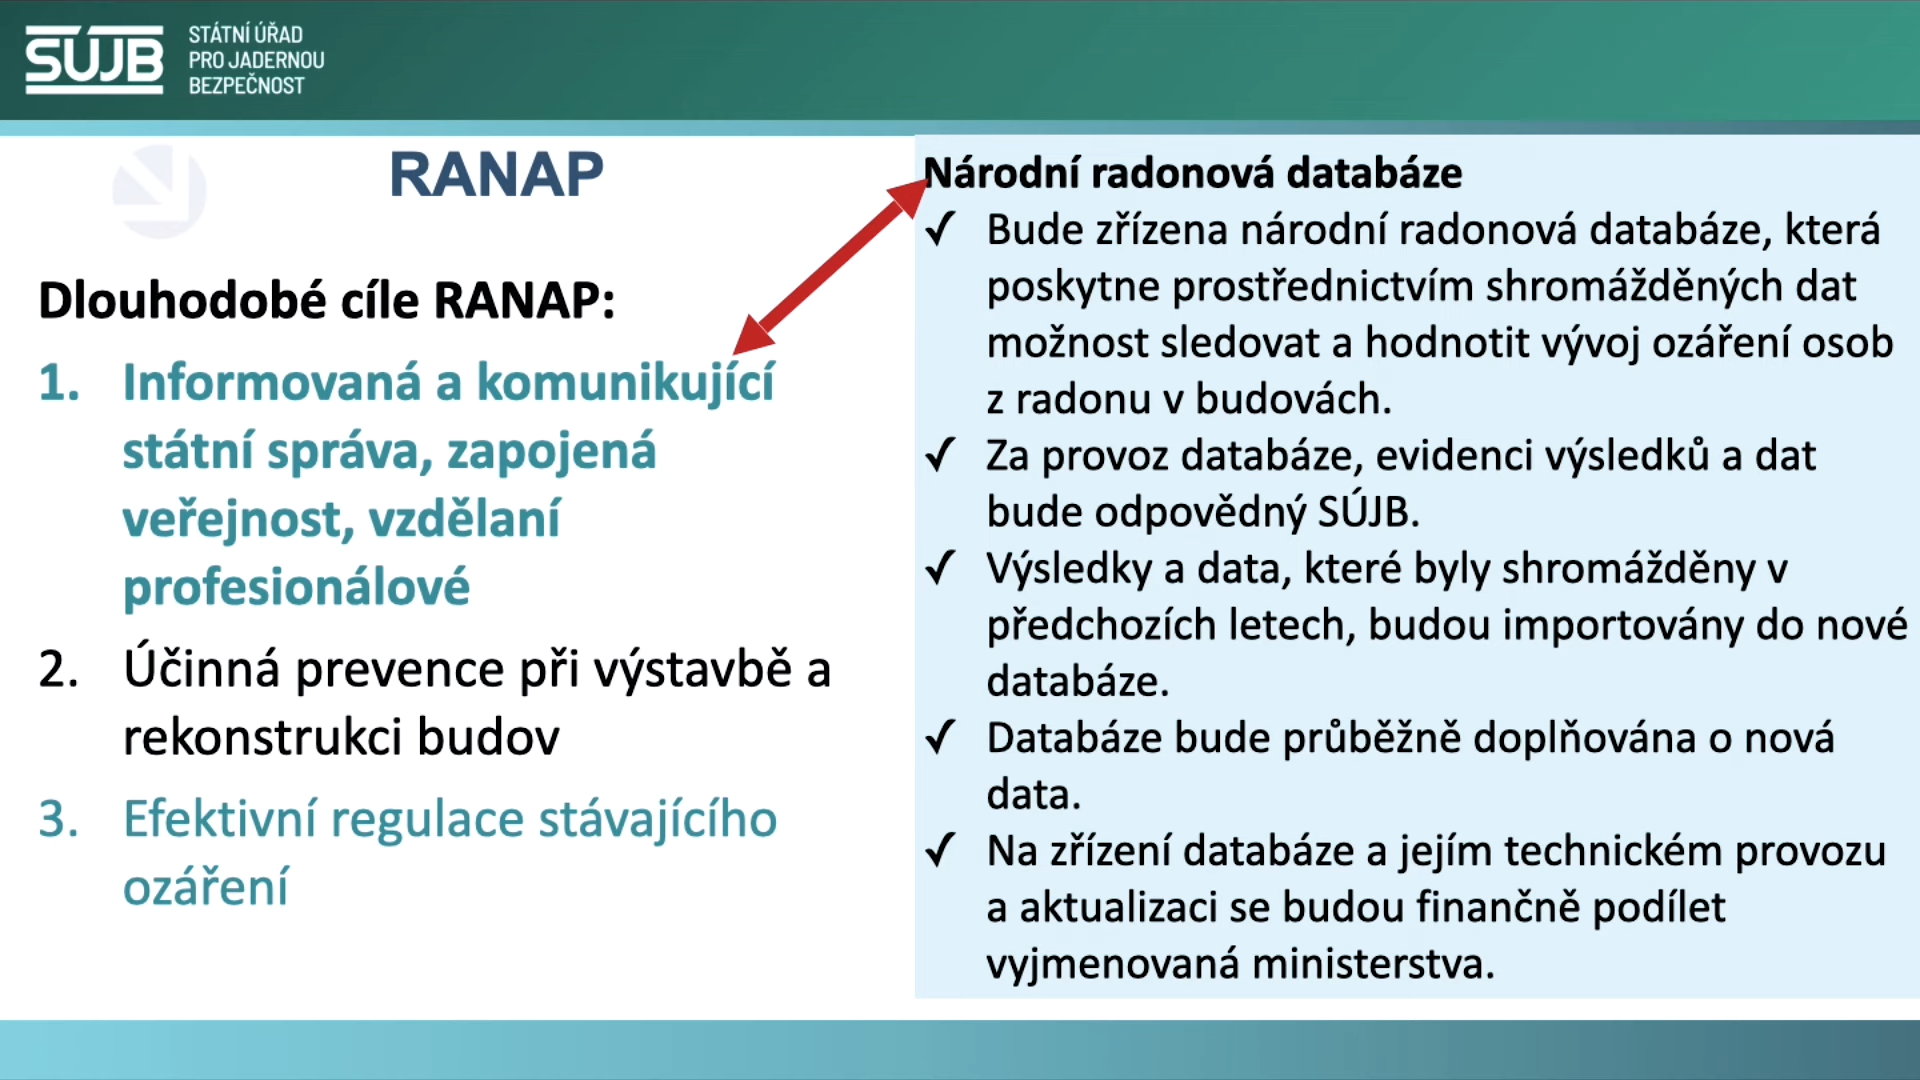 SÚJB
STÁTNÍ ÚŘAD
PRO JADERNOU
BEZPEČNOST
RANAP
Dlouhodobé cíle RANAP:
1. Informovaná a komunikující
státní správa, zapojená
veřejnost, vzdělaní
profesionálové
2. Účinná prevence při výstavbě a
rekonstrukci budov
3. Efektivní regulace stávajícího
ozáření
Národní radonová databáze
✓ Bude zřízena národní radonová databáze, která
poskytne prostřednictvím shromážděných dat
možnost sledovat a hodnotit vývoj ozáření osob
z radonu v budovách.
✓ Za provoz databáze, evidenci výsledků a dat
bude odpovědný SÚJB.
✓ Výsledky a data, které byly shromážděny v
předchozích letech, budou importovány do nové
databáze.
✓ Databáze bude průběžně doplňována o nová
data.
✓ Na zřízení databáze a jejím technickém provozu
a aktualizaci se budou finančně podílet
vyjmenovaná ministerstva.